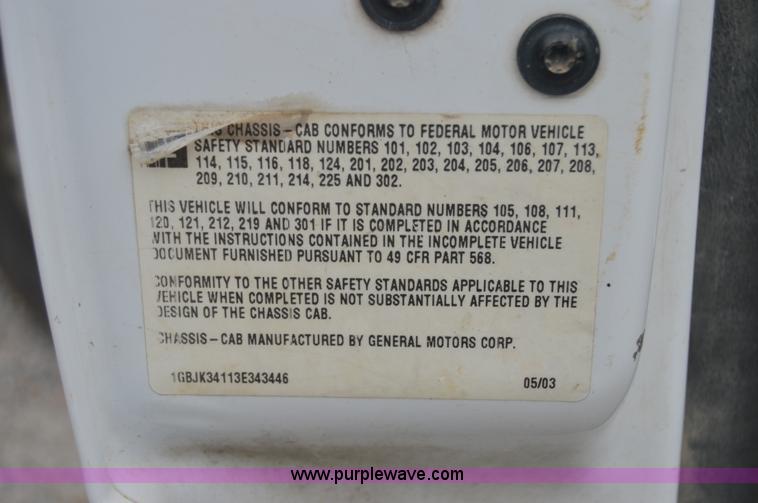 CHASSIS – CAB CONFORMS TO FEDERAL MOTOR VEHICLE
SAFETY STANDARD NUMBERS 101, 102, 103, 104, 106, 107, 113,
114, 115, 116, 118, 124, 201, 202, 203, 204, 205, 206, 207, 208,
209, 210, 211, 214, 225 AND 302.
THIS VEHICLE WILL CONFORM TO STANDARD NUMBERS 105, 108, 111,
120, 121, 212, 219 AND 301 IF IT IS COMPLETED IN ACCORDANCE
WITH THE INSTRUCTIONS CONTAINED IN THE INCOMPLETE VEHICLE
DOCUMENT FURNISHED PURSUANT TO 49 CFR PART 568.
CONFORMITY TO THE OTHER SAFETY STANDARDS APPLICABLE TO THIS
VEHICLE WHEN COMPLETED IS NOT SUBSTANTIALLY AFFECTED BY THE
DESIGN OF THE CHASSIS CAB.
CHASSIS – CAB MANUFACTURED BY GENERAL MOTORS CORP.
1GBJK34113E343446 05/03
www.purplewave.com